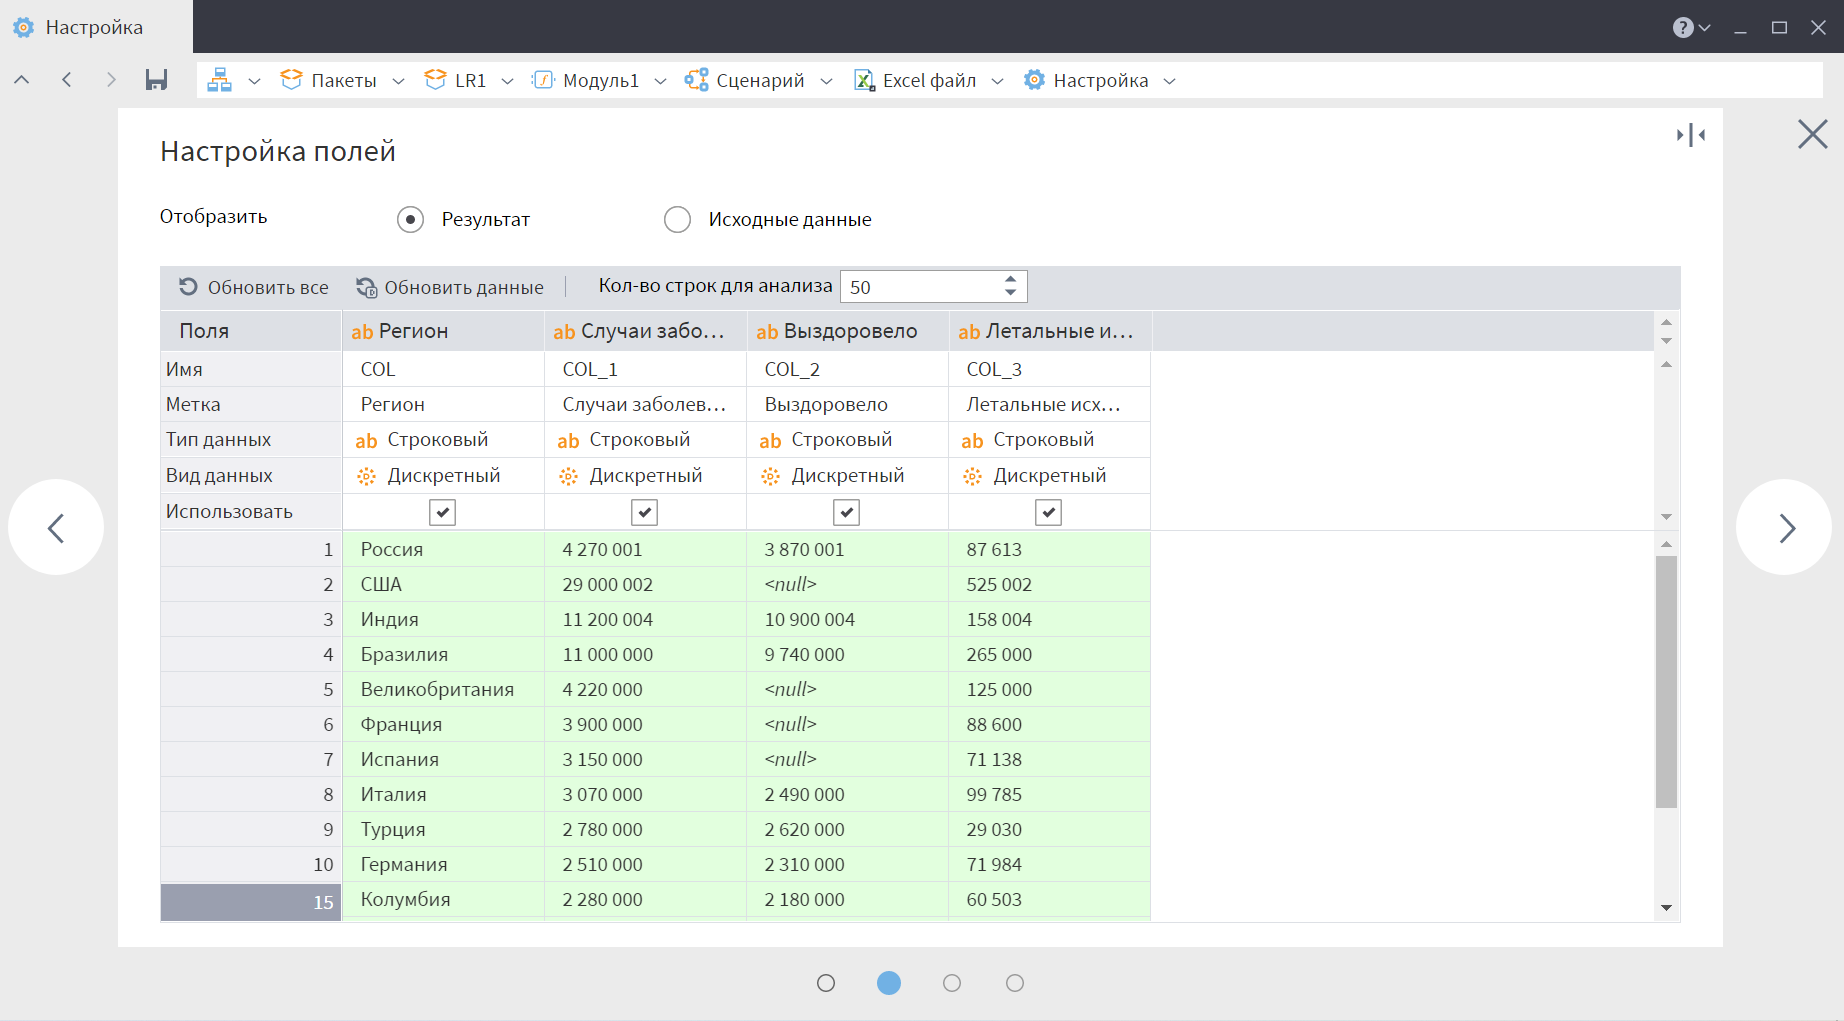 Настройка
Пакеты LR1 Модуль1 Сценарий Excel файл Настройка
Настройка полей
Отобразить Результат Исходные данные
Обновить все Обновить данные Кол-во строк для анализа 50
Поля ab Регион ab Случаи забо... ab Выздоровело ab Летальные и...
Имя COL COL_1 COL_2 COL_3
Метка Регион Случаи заболев... Выздоровело Летальные исх...
Тип данных ab Строковый ab Строковый ab Строковый ab Строковый
Вид данных Дискретный Дискретный Дискретный Дискретный
Использовать
1 Россия 4 270 001 3 870 001 87 613
2 США 29 000 002 <null> 525 002
3 Индия 11 200 004 10 900 004 158 004
4 Бразилия 11 000 000 9 740 000 265 000
5 Великобритания 4 220 000 <null> 125 000
6 Франция 3 900 000 <null> 88 600
7 Испания 3 150 000 <null> 71 138
8 Италия 3 070 000 2 490 000 99 785
9 Турция 2 780 000 2 620 000 29 030
10 Германия 2 510 000 2 310 000 71 984
15 Колумбия 2 280 000 2 180 000 60 503